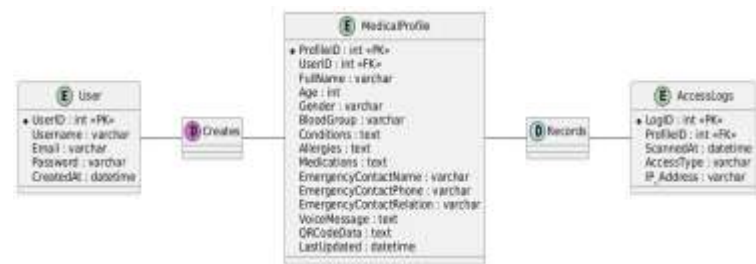 E User
◆ UserID : int «PK»
Username : varchar
Email : varchar
Password : varchar
CreatedAt : datetime
D Creates
E MedicalProfile
◆ ProfileID : int «PK»
UserID : int «FK»
FullName : varchar
Age : int
Gender : varchar
BloodGroup : varchar
Conditions : text
Allergies : text
Medications : text
EmergencyContactName : varchar
EmergencyContactPhone : varchar
EmergencyContactRelation : varchar
VoiceMessage : text
QRCodeData : text
LastUpdated : datetime
D Records
E AccessLogs
◆ LogID : int «PK»
ProfileID : int «FK»
ScannedAt : datetime
AccessType : varchar
IP_Address : varchar